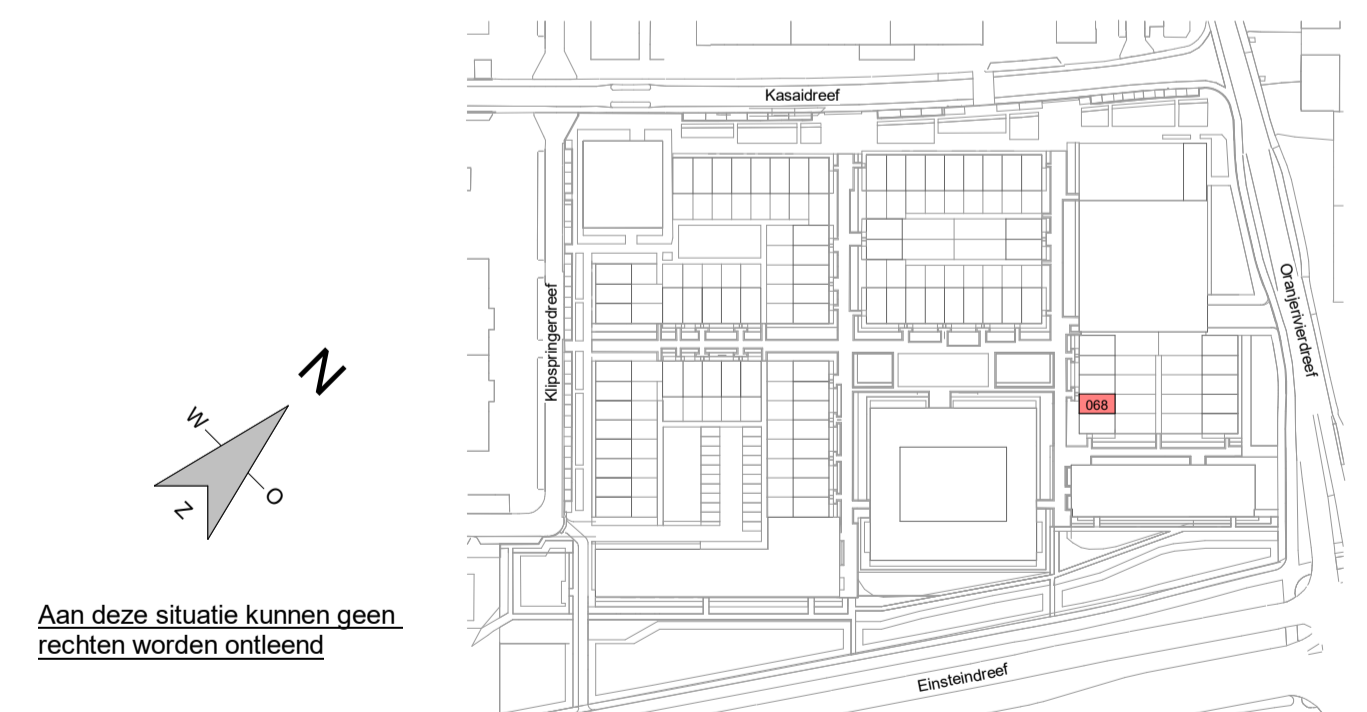 Kasaidreef
Klipspringerdreef
Oranjerivierdreef
068
N
W
O
Z
Aan deze situatie kunnen geen
rechten worden ontleend
Einsteindreef